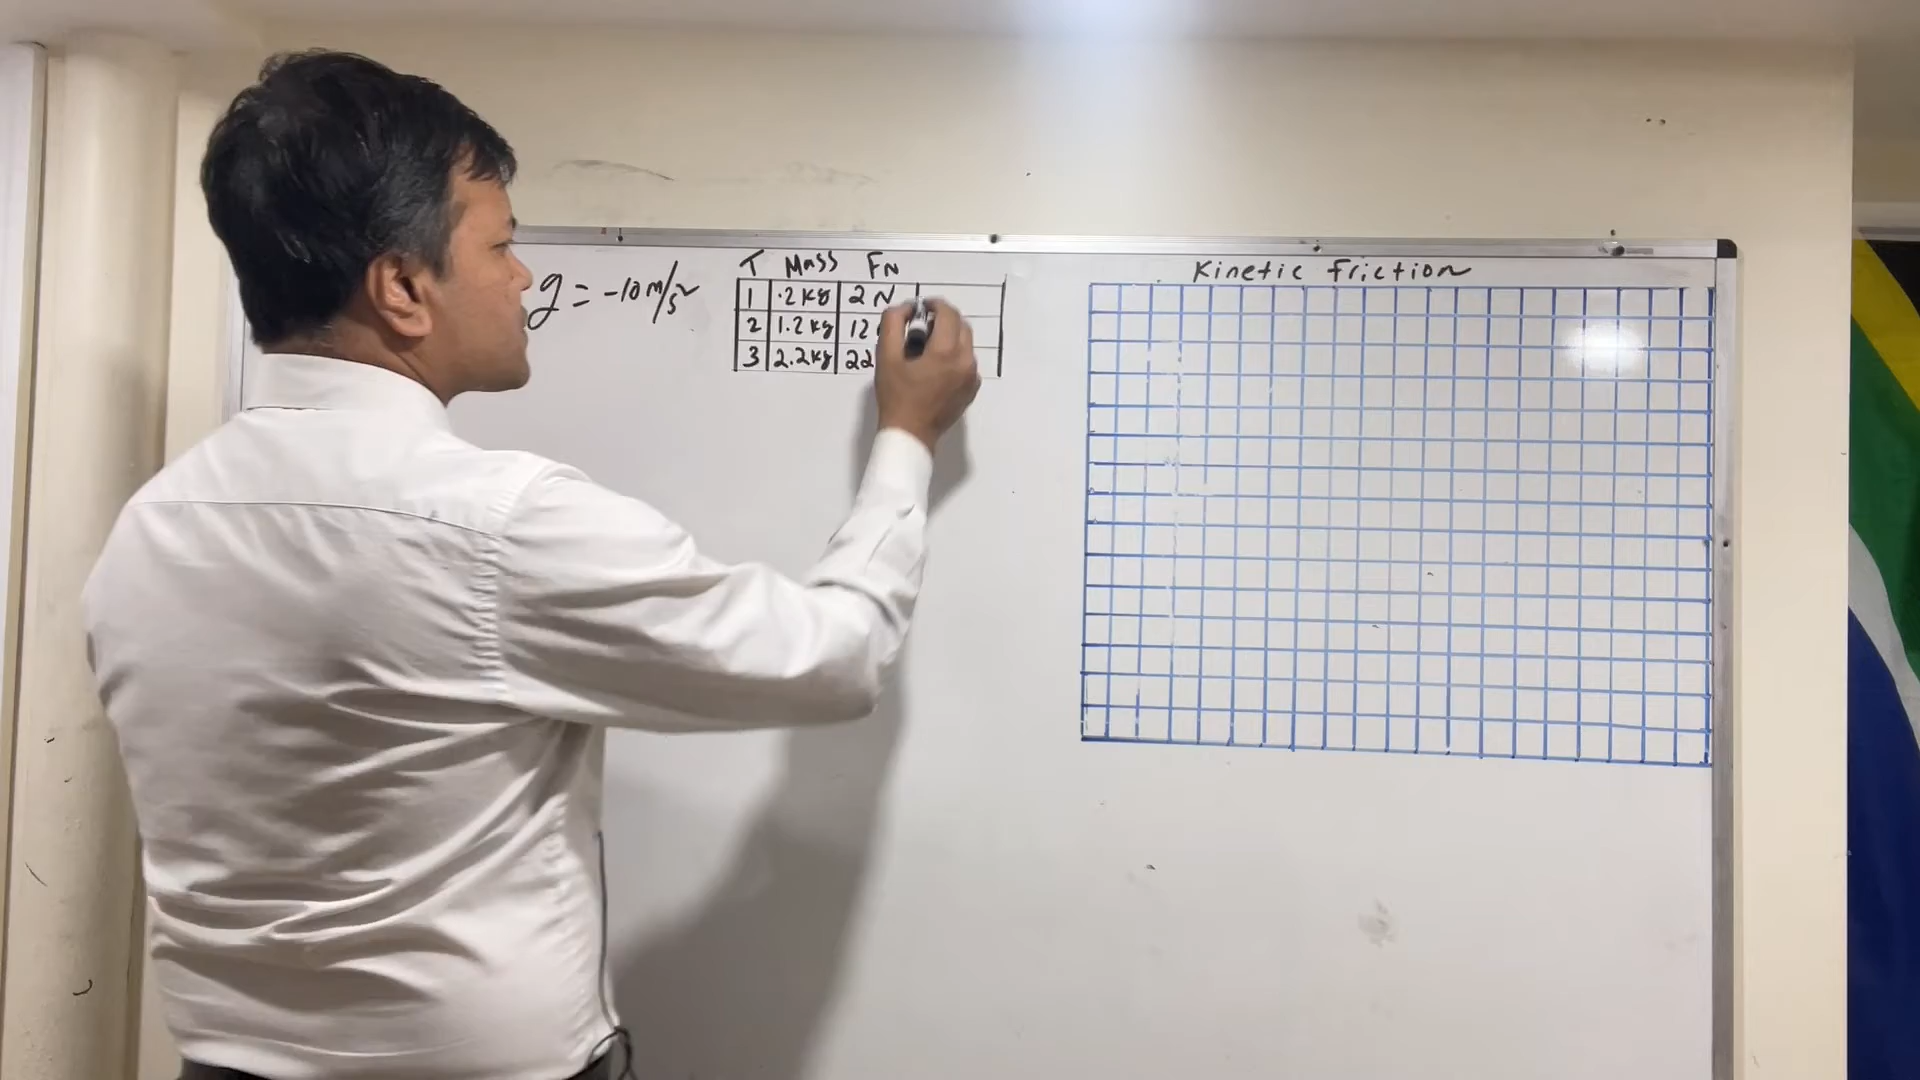 g = -10 m/s²
T Mass FN
1 .2 kg 2 N
2 1.2 kg 12
3 2.2 kg 22
Kinetic Friction